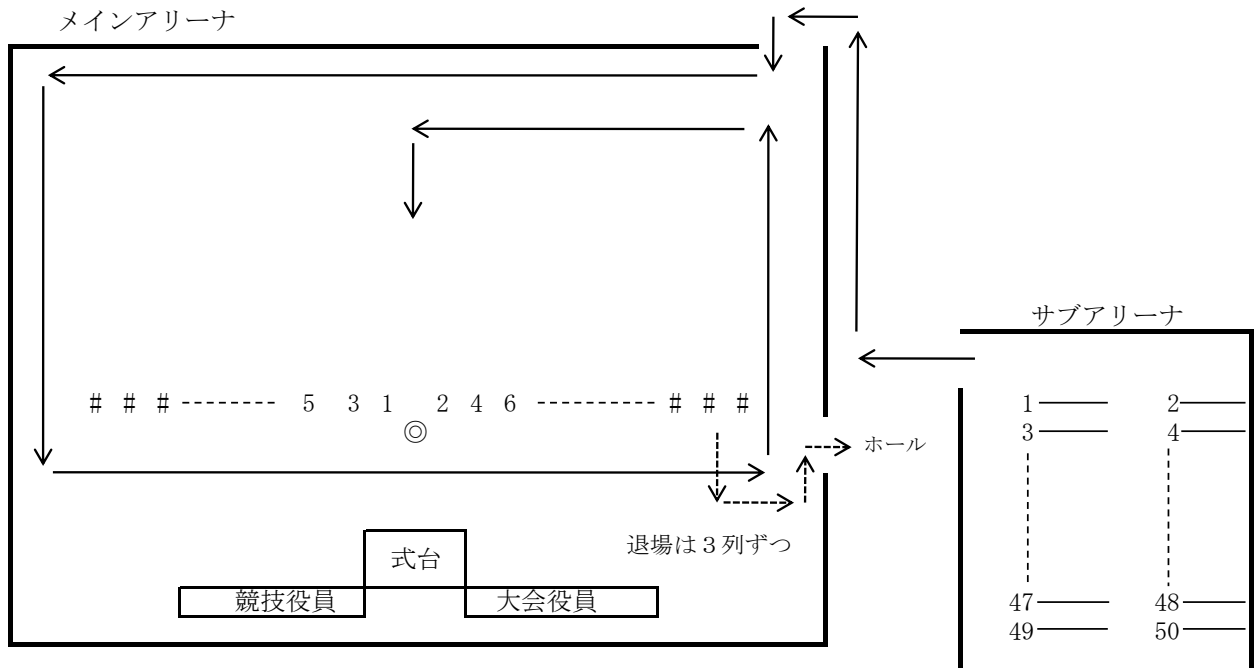 メインアリーナ
サブアリーナ
# # # -------- 5 3 1 2 4 6 ---------- # # #
◎
ホール
退場は３列ずつ
式台
競技役員 大会役員
1 2
3 4
47 48
49 50